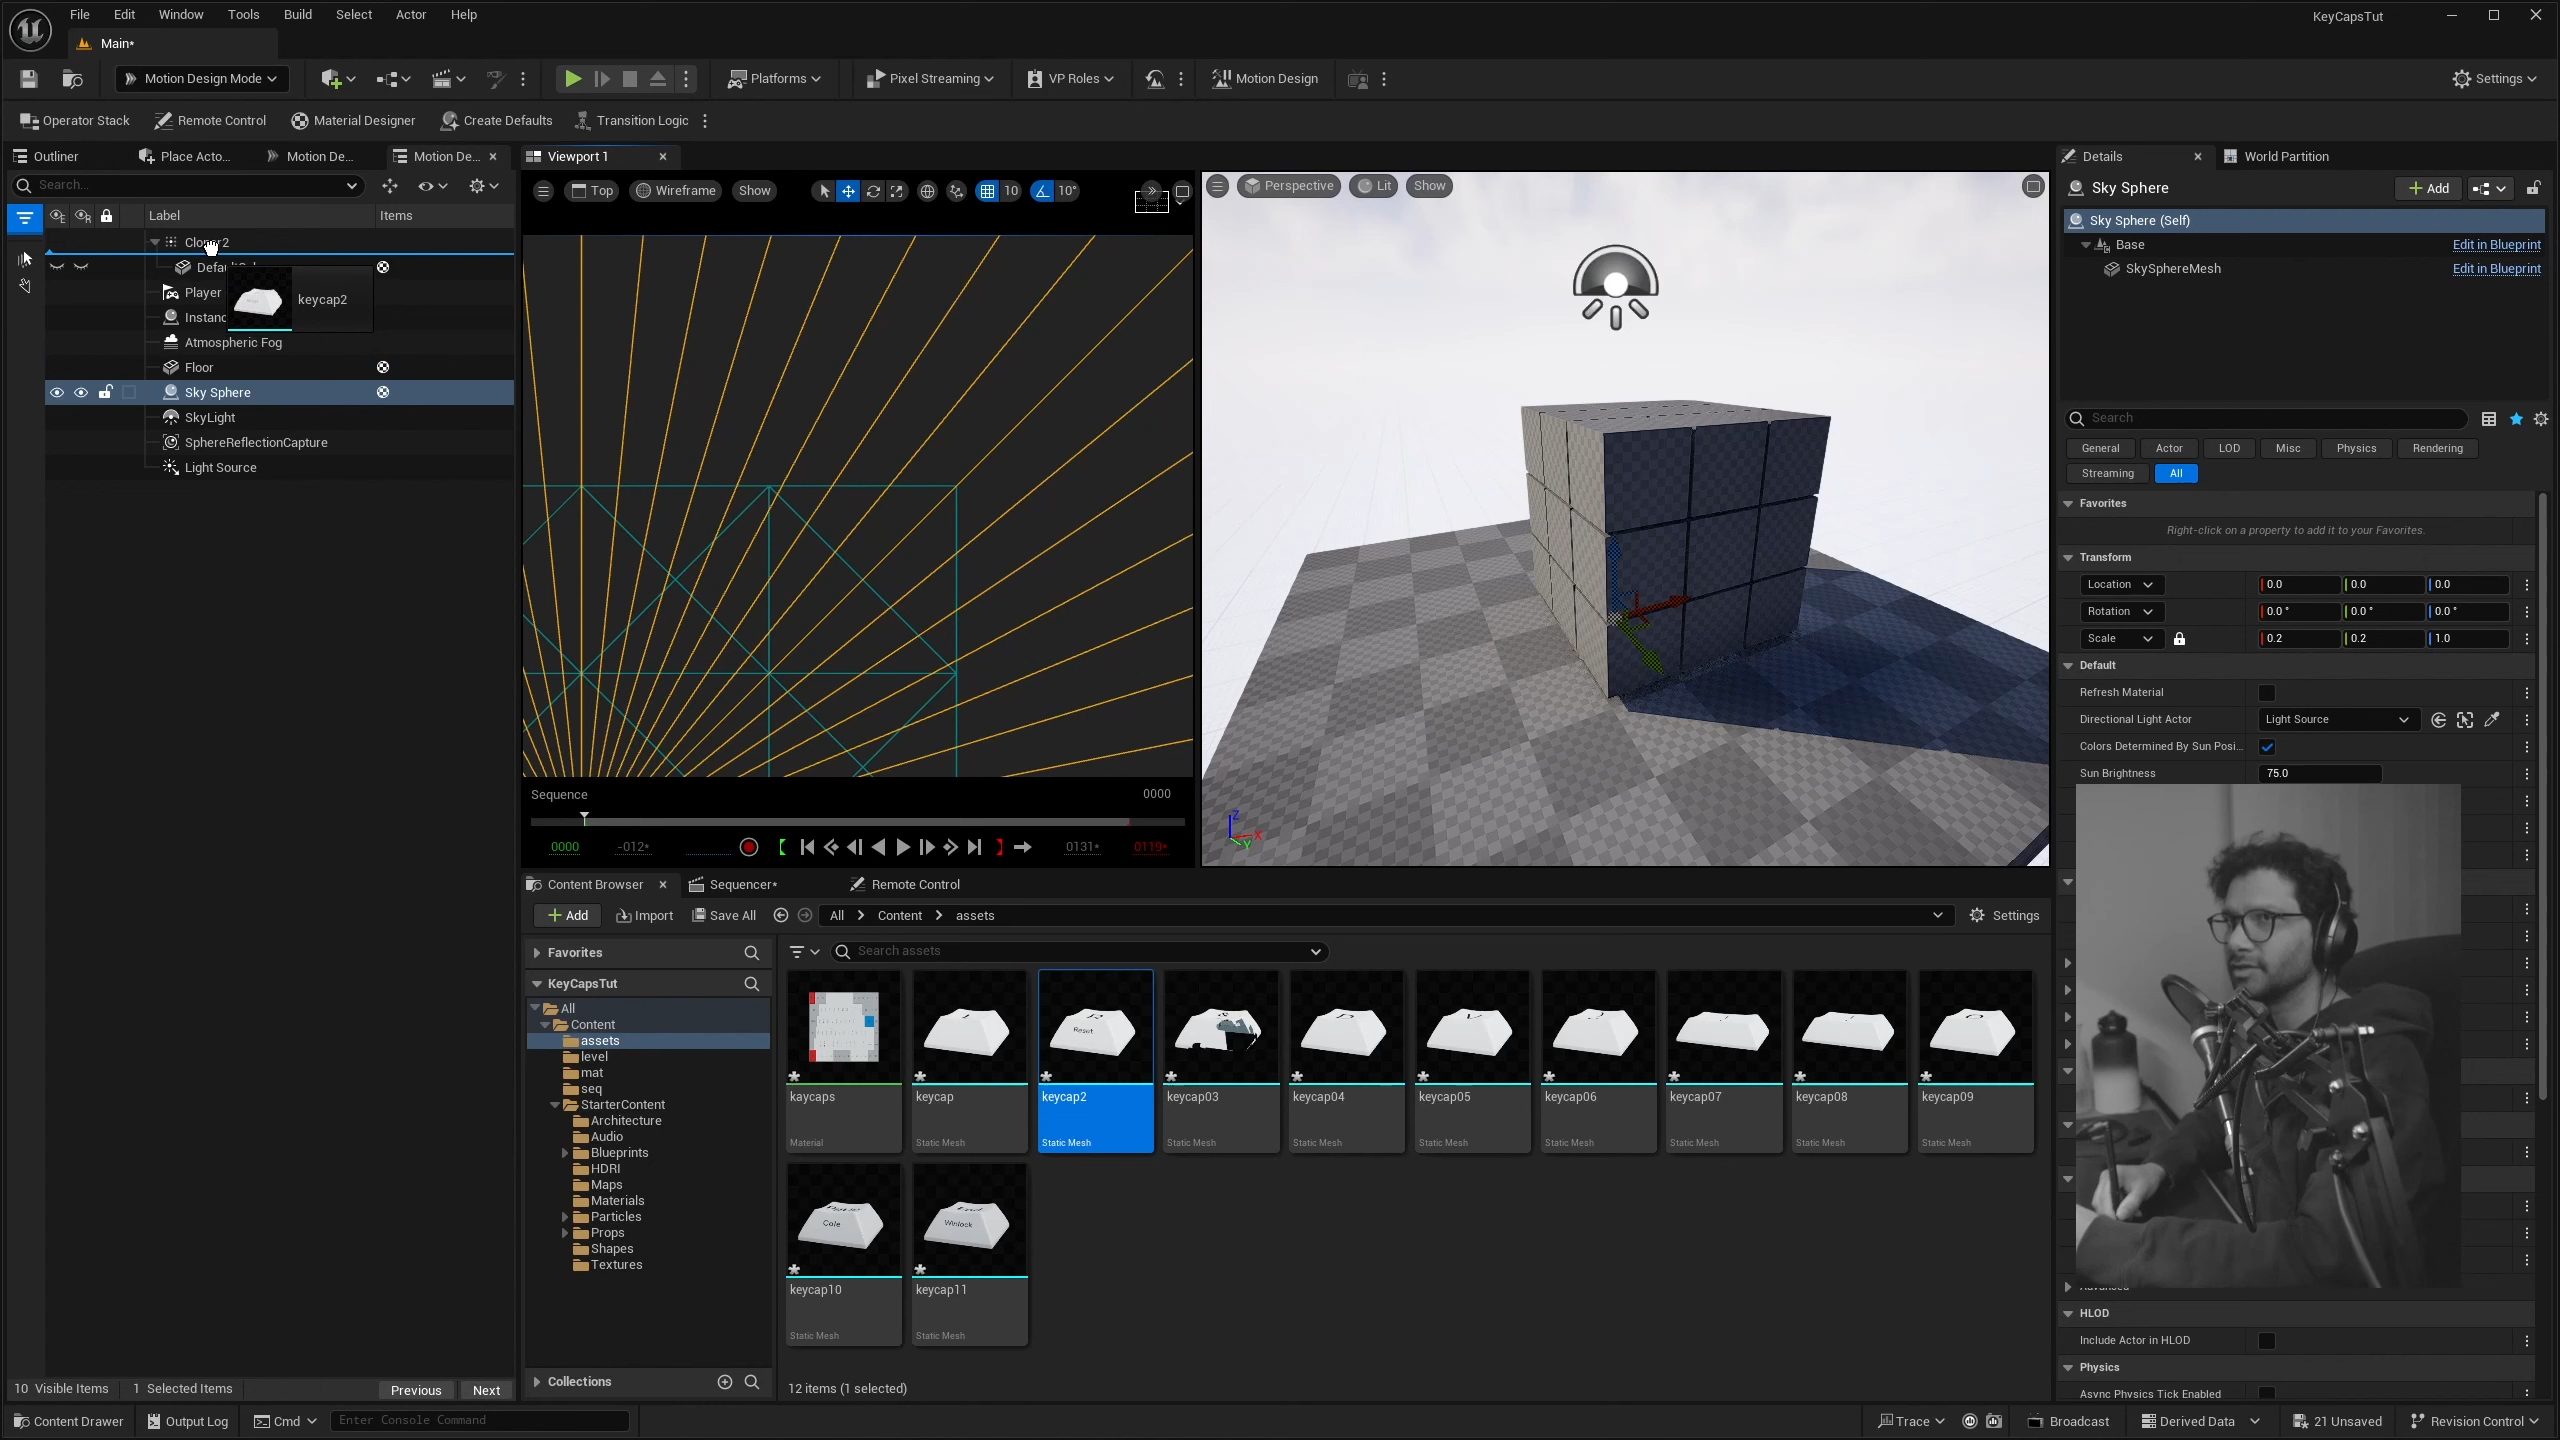 File Edit Window Tools Build Select Actor Help
KeyCapsTut
Main*
Motion Design Mode
Platforms
Pixel Streaming
VP Roles
Motion Design
Settings
Operator Stack
Remote Control
Material Designer
Create Defaults
Transition Logic
Outliner
Place Acto...
Motion De...
Motion De...
Search...
Label
Items
Player
Instanc
Atmospheric Fog
Floor
Sky Sphere
SkyLight
SphereReflectionCapture
Light Source
keycap2
10 Visible Items
1 Selected Items
Previous
Next
Viewport 1
Top
Wireframe
Show
10
10°
Sequence
0000
0000
-012*
0131*
0119*
Perspective
Lit
Show
Z
X
Y
Content Browser
Sequencer*
Remote Control
Add
Import
Save All
All
Content
assets
Settings
Favorites
Search assets
KeyCapsTut
All
Content
assets
level
mat
seq
StarterContent
Architecture
Audio
Blueprints
HDRI
Maps
Materials
Particles
Props
Shapes
Textures
Collections
Reset
kaycaps
Material
keycap
Static Mesh
keycap2
Static Mesh
keycap03
Static Mesh
keycap04
Static Mesh
keycap05
Static Mesh
keycap06
Static Mesh
keycap07
Static Mesh
keycap08
Static Mesh
keycap09
Static Mesh
Winlock
keycap10
Static Mesh
keycap11
Static Mesh
12 items (1 selected)
Details
World Partition
Sky Sphere
Add
Sky Sphere (Self)
Base
Edit in Blueprint
SkySphereMesh
Edit in Blueprint
Search
General
Actor
LOD
Misc
Physics
Rendering
Streaming
All
Favorites
Right-click on a property to add it to your Favorites.
Transform
Location
0.0
0.0
0.0
Rotation
0.0 °
0.0 °
0.0 °
Scale
0.2
0.2
1.0
Default
Refresh Material
Directional Light Actor
Light Source
Colors Determined By Sun Posi...
Sun Brightness
75.0
HLOD
Include Actor in HLOD
Physics
Async Physics Tick Enabled
Content Drawer
Output Log
Cmd
Enter Console Command
Trace
Broadcast
Derived Data
21 Unsaved
Revision Control